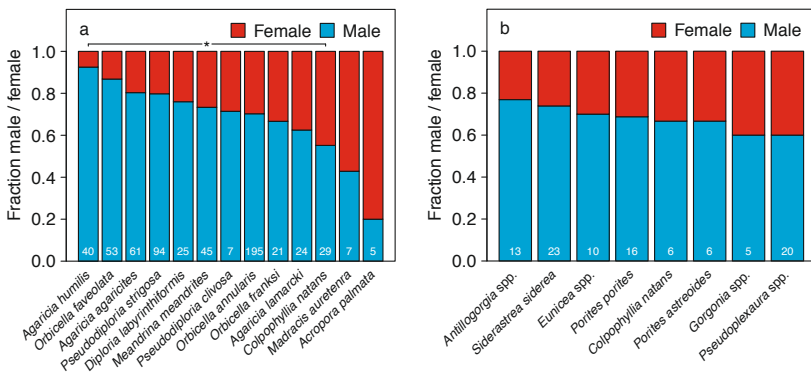 Female Male
a
*
Fraction male / female
1.0
0.8
0.6
0.4
0.2
0.0
40 53 61 94 25 45 7 195 21 24 29 7 5
Agaricia humilis
Orbicella faveolata
Agaricia agaricites
Pseudodiploria strigosa
Diploria labyrinthiformis
Meandrina meandrites
Pseudodiploria clivosa
Orbicella annularis
Orbicella franksi
Agaricia lamarcki
Colpophyllia natans
Madracis auretenra
Acropora palmata
Female Male
b
Fraction male / female
1.0
0.8
0.6
0.4
0.2
0.0
13 23 10 16 6 6 5 20
Antillogorgia spp.
Siderastrea siderea
Eunicea spp.
Porites porites
Colpophyllia natans
Porites astreoides
Gorgonia spp.
Pseudoplexaura spp.